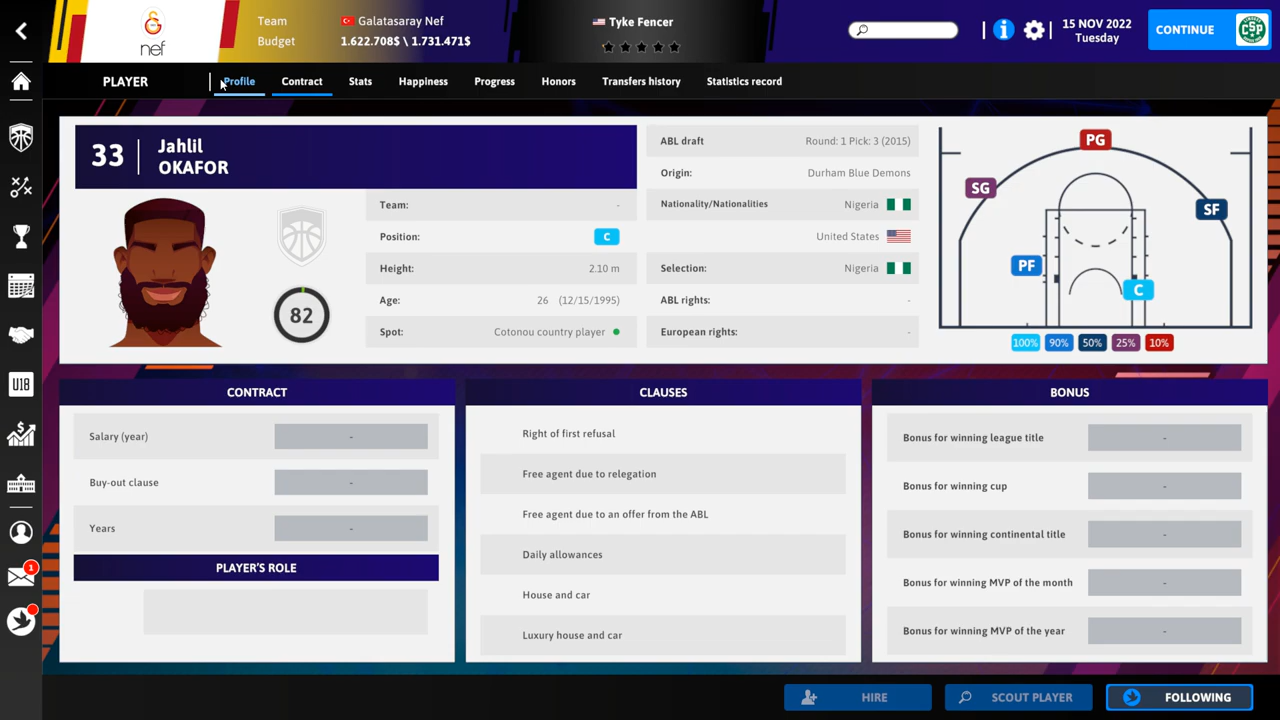 Team
Galatasaray Nef
Budget
1.622.708$ \ 1.731.471$
nef
Tyke Fencer
15 NOV 2022
Tuesday
CONTINUE
CSP
PLAYER
Profile
Contract
Stats
Happiness
Progress
Honors
Transfers history
Statistics record
33
Jahlil
OKAFOR
82
Team: -
Position: C
Height: 2.10 m
Age: 26 (12/15/1995)
Spot: Cotonou country player
ABL draft Round: 1 Pick: 3 (2015)
Origin: Durham Blue Demons
Nationality/Nationalities Nigeria
United States
Selection: Nigeria
ABL rights: -
European rights: -
PG
SG
SF
PF
C
100% 90% 50% 25% 10%
CONTRACT
Salary (year) -
Buy-out clause -
Years -
PLAYER'S ROLE
CLAUSES
Right of first refusal
Free agent due to relegation
Free agent due to an offer from the ABL
Daily allowances
House and car
Luxury house and car
BONUS
Bonus for winning league title -
Bonus for winning cup -
Bonus for winning continental title -
Bonus for winning MVP of the month -
Bonus for winning MVP of the year -
U18
1
HIRE
SCOUT PLAYER
FOLLOWING